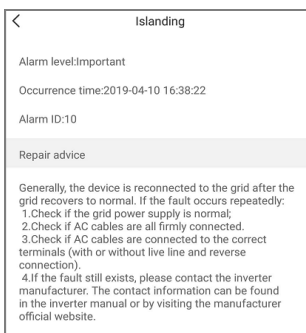 Islanding
Alarm level:Important
Occurrence time:2019-04-10 16:38:22
Alarm ID:10
Repair advice
Generally, the device is reconnected to the grid after the
grid recovers to normal. If the fault occurs repeatedly:
1.Check if the grid power supply is normal;
2.Check if AC cables are all firmly connected.
3.Check if AC cables are connected to the correct
terminals (with or without live line and reverse
connection).
4.If the fault still exists, please contact the inverter
manufacturer. The contact information can be found
in the inverter manual or by visiting the manufacturer
official website.